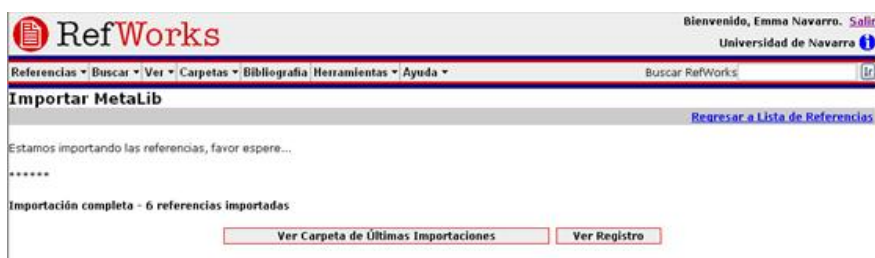 RefWorks
Bienvenido, Emma Navarro. Salir
Universidad de Navarra
Referencias Buscar Ver Carpetas Bibliografía Herramientas Ayuda Buscar RefWorks Ir
Importar MetaLib
Regresar a Lista de Referencias
Estamos importando las referencias, favor espere...
******
Importación completa - 6 referencias importadas
Ver Carpeta de Últimas Importaciones Ver Registro